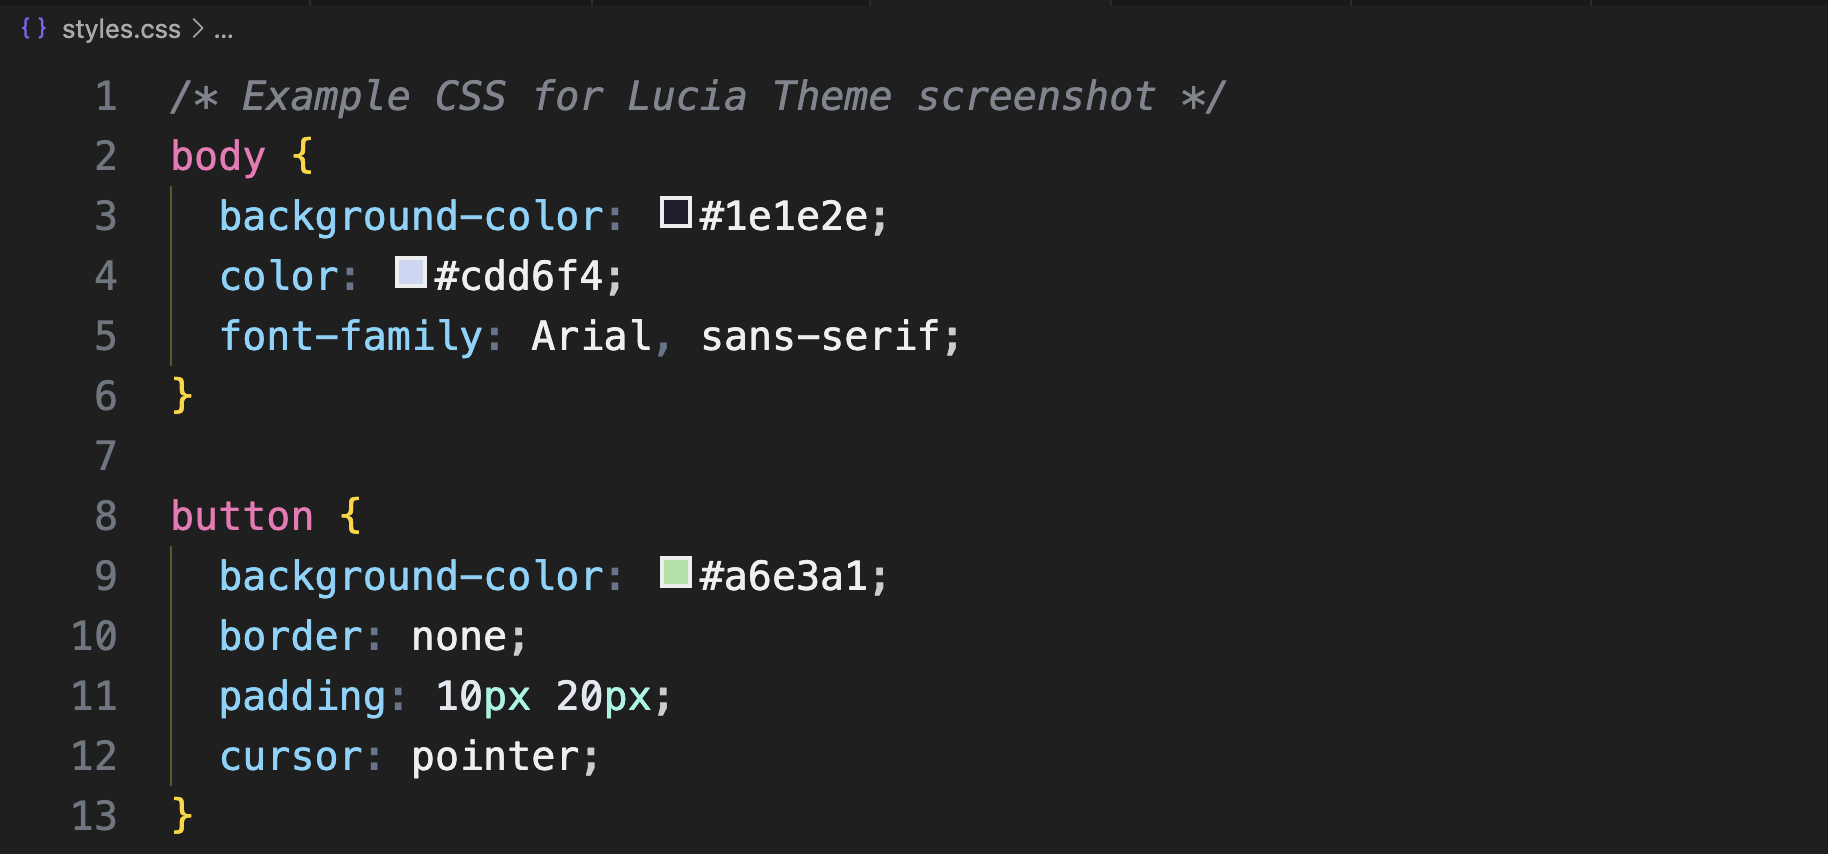 {} styles.css > ...
1 /* Example CSS for Lucia Theme screenshot */
2 body {
3   background-color: #1e1e2e;
4   color: #cdd6f4;
5   font-family: Arial, sans-serif;
6 }
7
8 button {
9   background-color: #a6e3a1;
10   border: none;
11   padding: 10px 20px;
12   cursor: pointer;
13 }